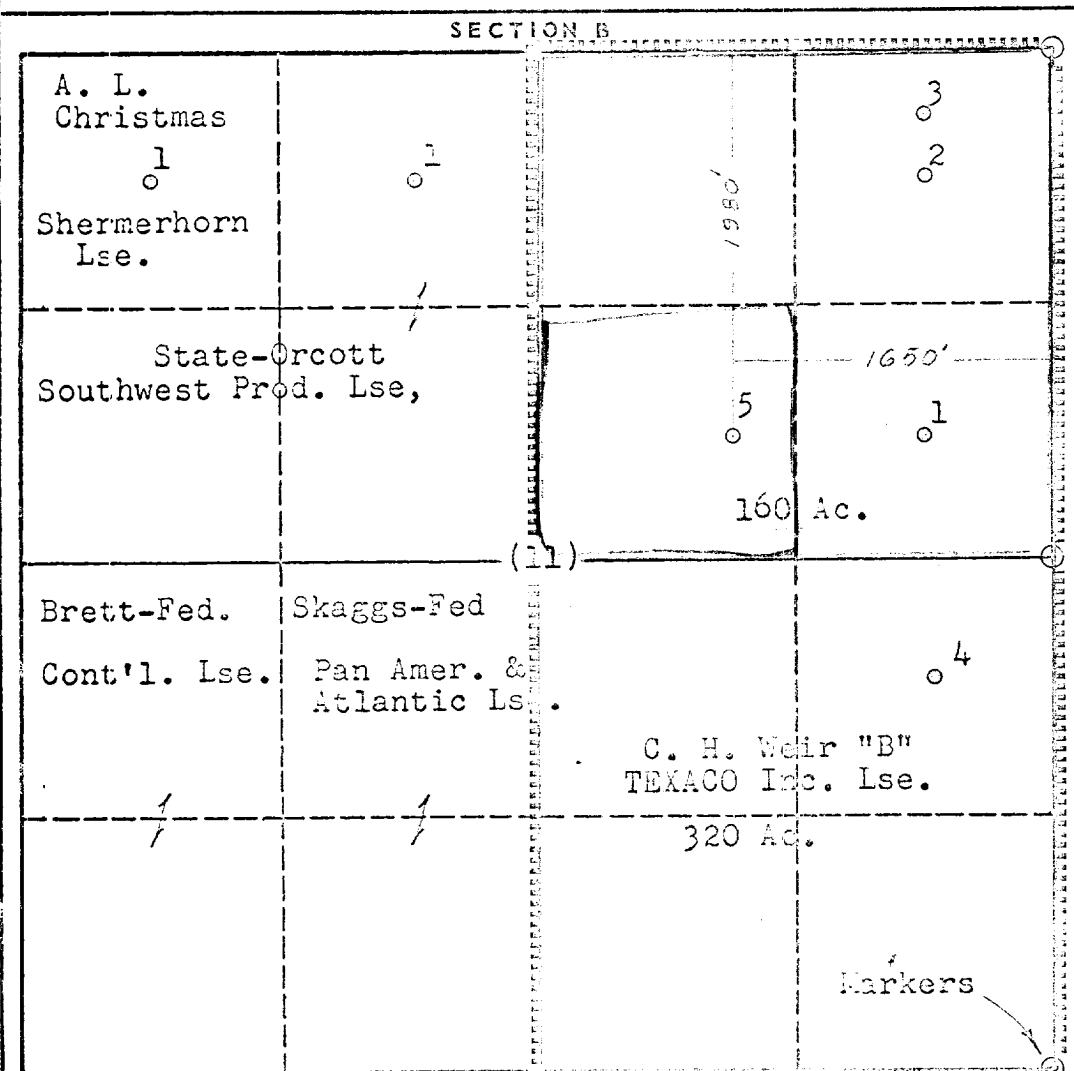 SECTION B
A. L.
Christmas
1
Shermerhorn
Lse.
1
3
2
1980'
State-Orcott
Southwest Prod. Lse,
1650'
5
1
160 Ac.
(11)
Brett-Fed.
Cont'l. Lse.
Skaggs-Fed
Pan Amer. &
Atlantic Ls .
4
C. H. Weir "B"
TEXACO Inc. Lse.
320 Ac.
Markers